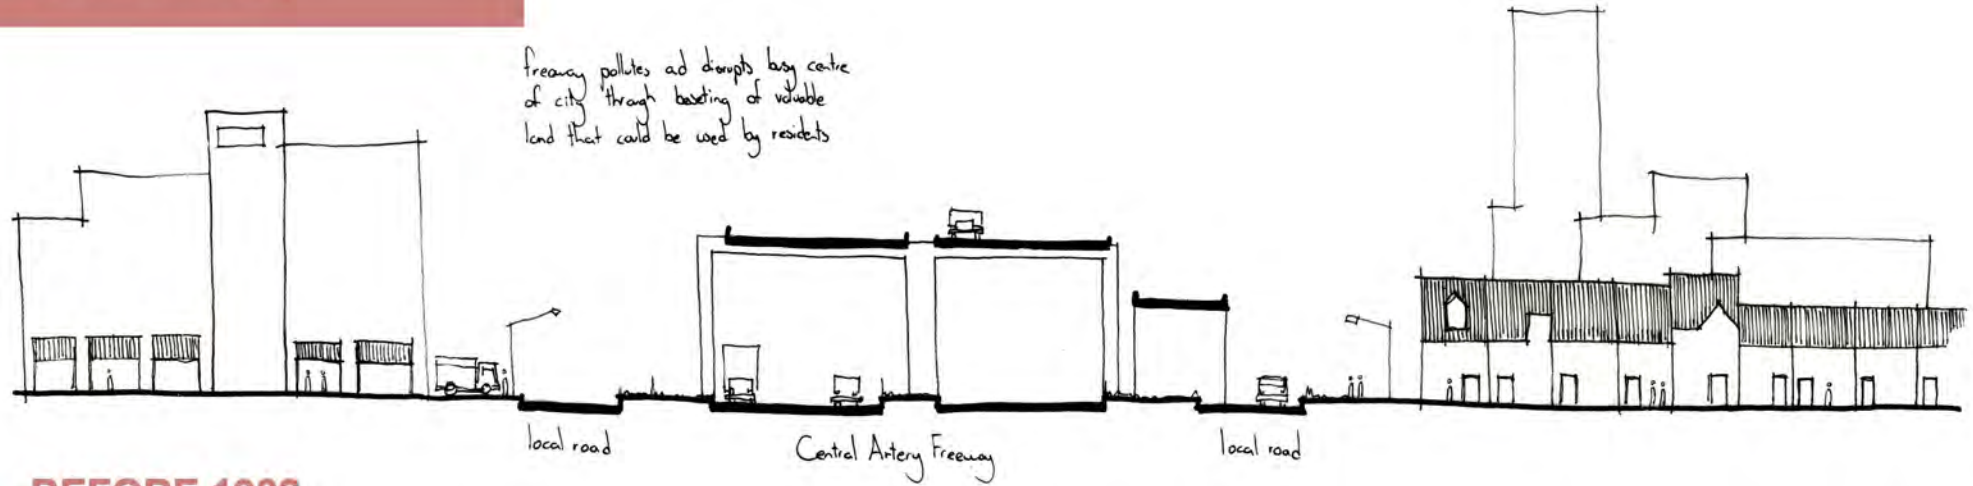 freeway pollutes ad disrupts busy centre
of city through of valuable
land that could be used by residents
local road
Central Artery Freeway
local road